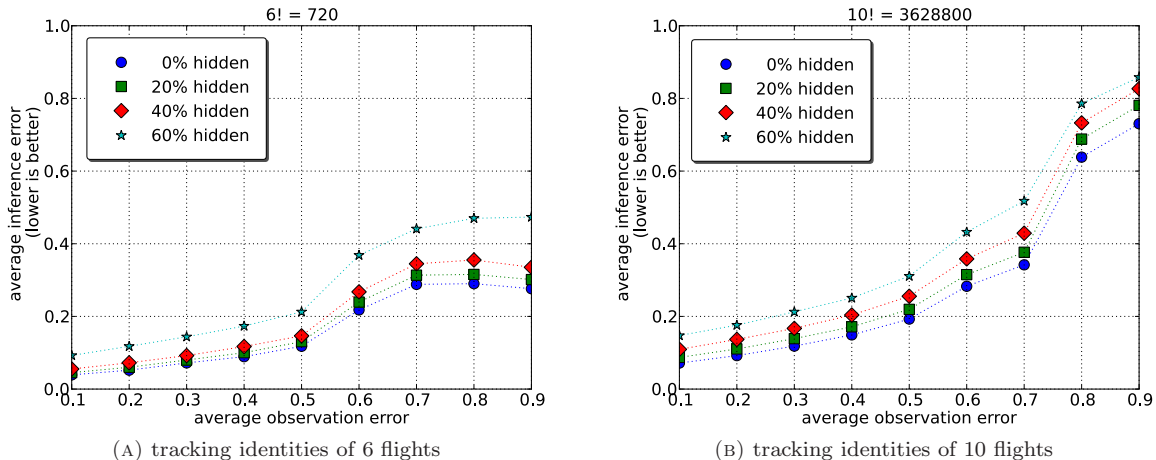 6! = 720
1.0
0.8
0.6
0.4
0.2
0.0
average inference error
(lower is better)
0% hidden
20% hidden
40% hidden
60% hidden
0.1 0.2 0.3 0.4 0.5 0.6 0.7 0.8 0.9
average observation error
(A) tracking identities of 6 flights
10! = 3628800
1.0
0.8
0.6
0.4
0.2
0.0
average inference error
(lower is better)
0% hidden
20% hidden
40% hidden
60% hidden
0.1 0.2 0.3 0.4 0.5 0.6 0.7 0.8 0.9
average observation error
(B) tracking identities of 10 flights